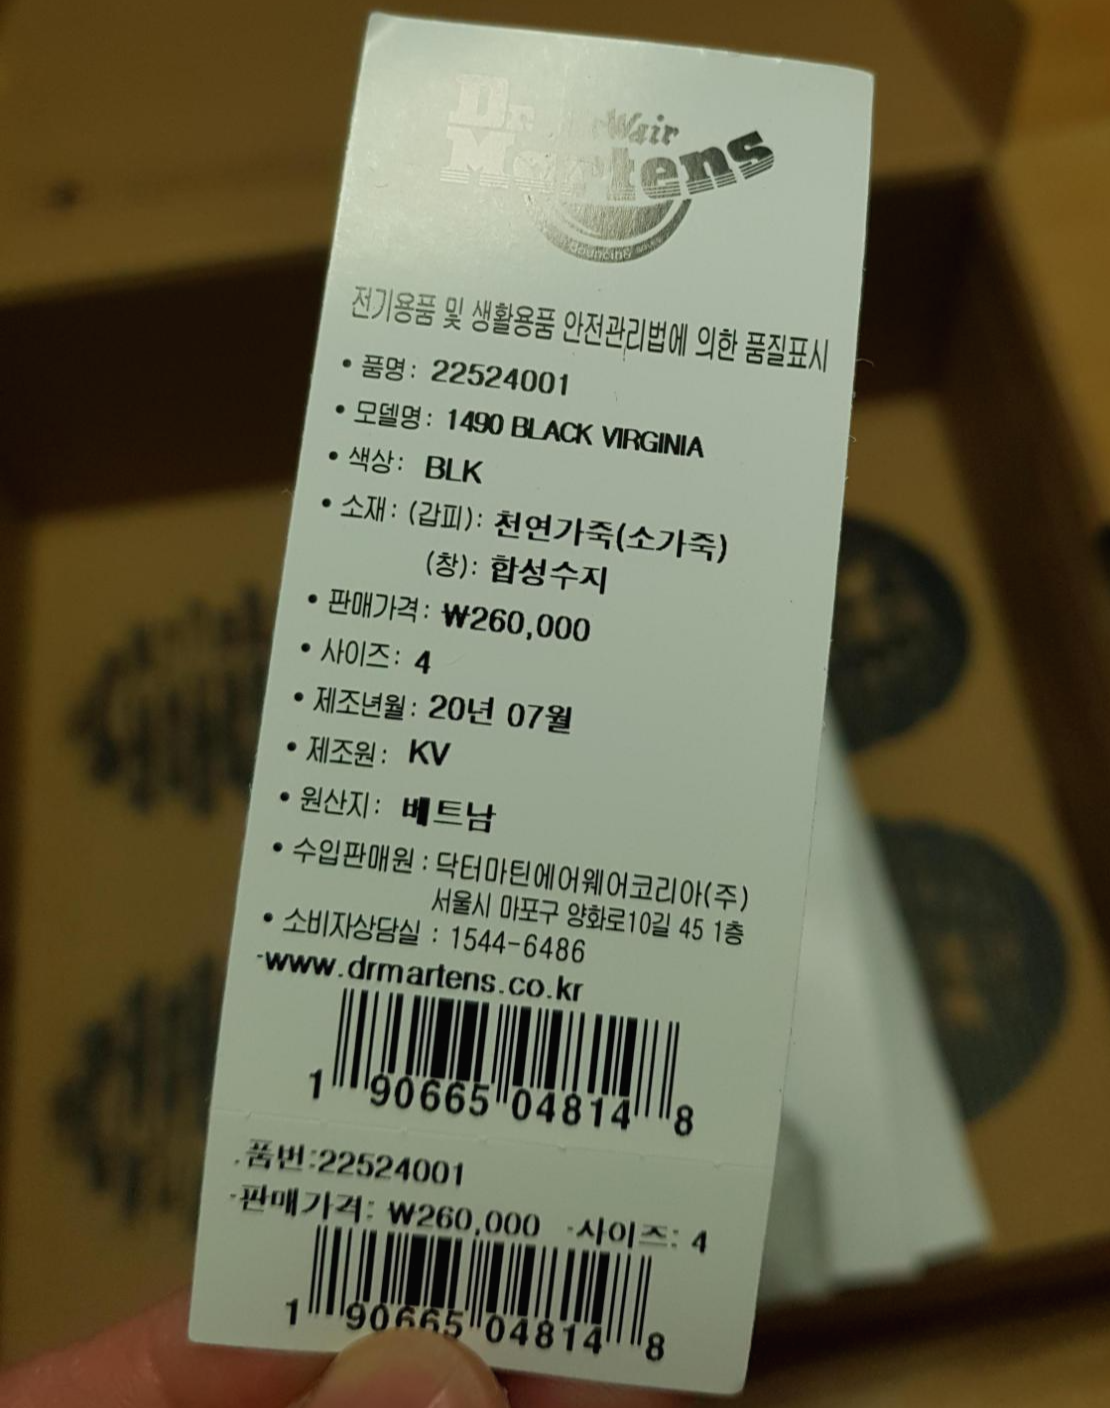 Dr. AirWair
Martens
BOUNCING SOLES
전기용품 및 생활용품 안전관리법에 의한 품질표시
• 품명: 22524001
• 모델명: 1490 BLACK VIRGINIA
• 색상: BLK
• 소재: (갑피): 천연가죽(소가죽)
(창): 합성수지
• 판매가격: ₩260,000
• 사이즈: 4
• 제조년월: 20년 07월
• 제조원: KV
• 원산지: 베트남
• 수입판매원: 닥터마틴에어웨어코리아(주)
서울시 마포구 양화로10길 45 1층
• 소비자상담실 : 1544-6486
-www.drmartens.co.kr
1 90665 04814 8
.품번:22524001
-판매가격: ₩260,000 -사이즈: 4
1 90665 04814 8